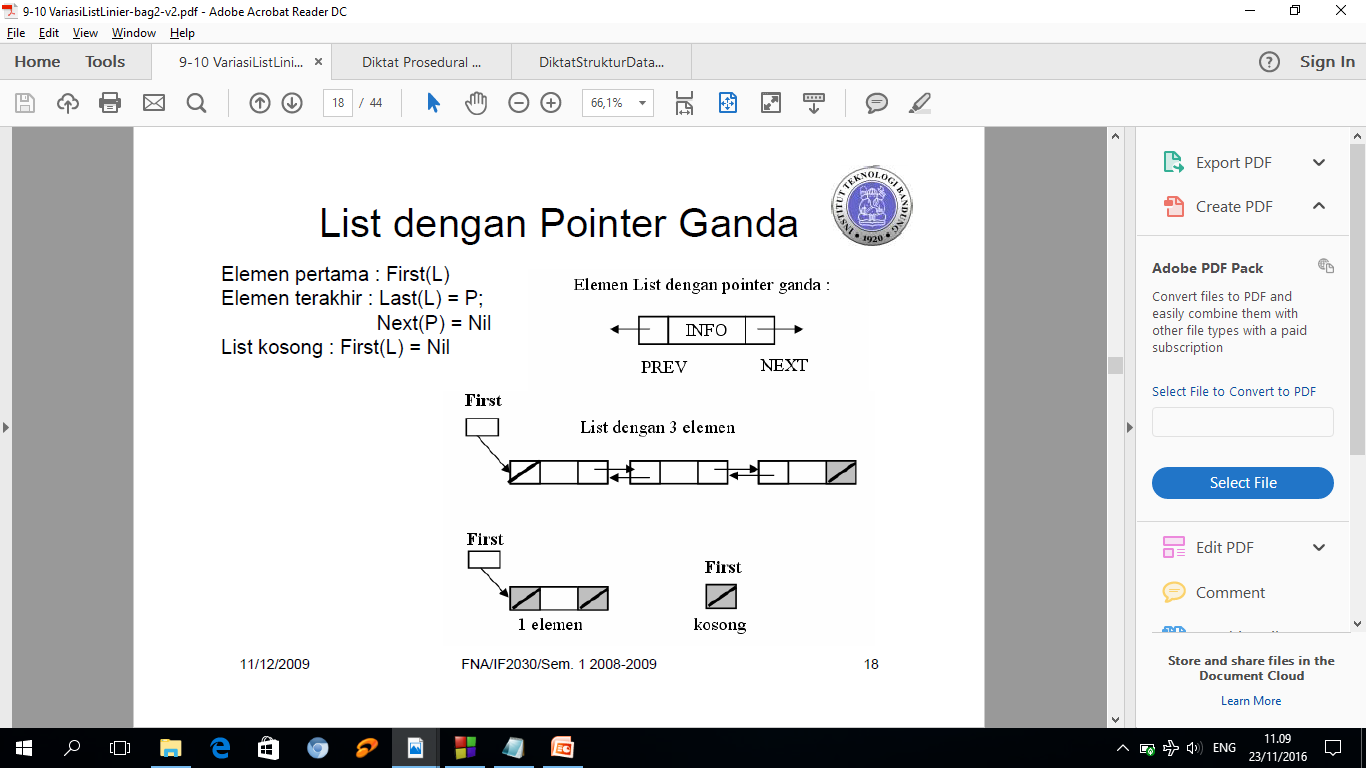 9-10 VariasiListLinier-bag2-v2.pdf - Adobe Acrobat Reader DC
File Edit View Window Help
Home Tools 9-10 VariasiListLini... × Diktat Prosedural ... DiktatStrukturData... ? Sign In
18 / 44 66,1%
List dengan Pointer Ganda
INSTITUT TEKNOLOGI BANDUNG
1920
Elemen pertama : First(L)
Elemen terakhir : Last(L) = P;
Next(P) = Nil
List kosong : First(L) = Nil
Elemen List dengan pointer ganda :
INFO
PREV NEXT
First
List dengan 3 elemen
First
1 elemen
First
kosong
11/12/2009 FNA/IF2030/Sem. 1 2008-2009 18
Export PDF
Create PDF
Adobe PDF Pack
Convert files to PDF and
easily combine them with
other file types with a paid
subscription
Select File to Convert to PDF
Select File
Edit PDF
Comment
Store and share files in the
Document Cloud
Learn More
ENG
11.09
23/11/2016